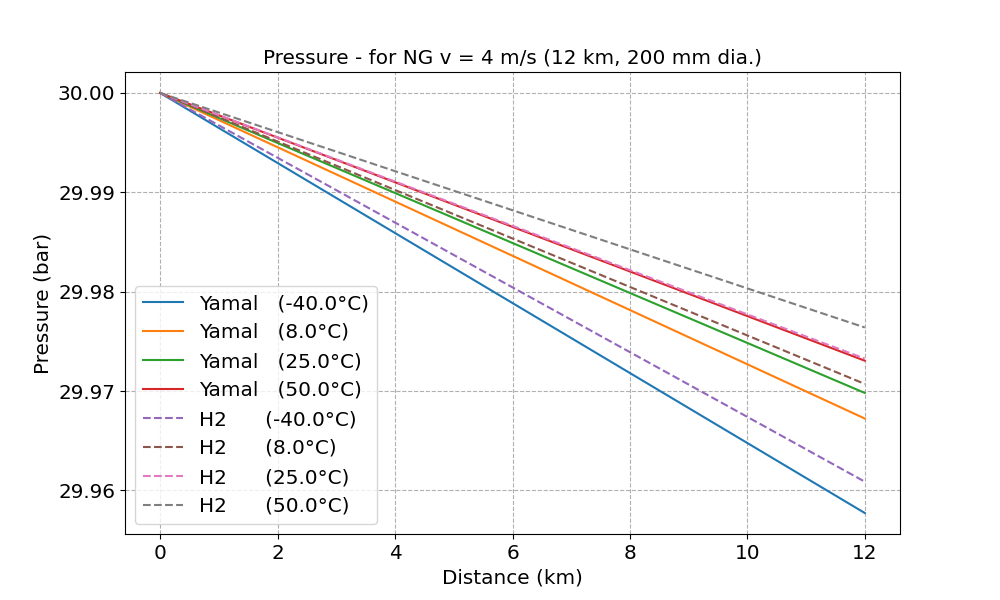 Pressure - for NG v = 4 m/s (12 km, 200 mm dia.)
30.00
29.99
29.98
29.97
29.96
Pressure (bar)
Yamal (-40.0°C)
Yamal (8.0°C)
Yamal (25.0°C)
Yamal (50.0°C)
H2 (-40.0°C)
H2 (8.0°C)
H2 (25.0°C)
H2 (50.0°C)
0 2 4 6 8 10 12
Distance (km)